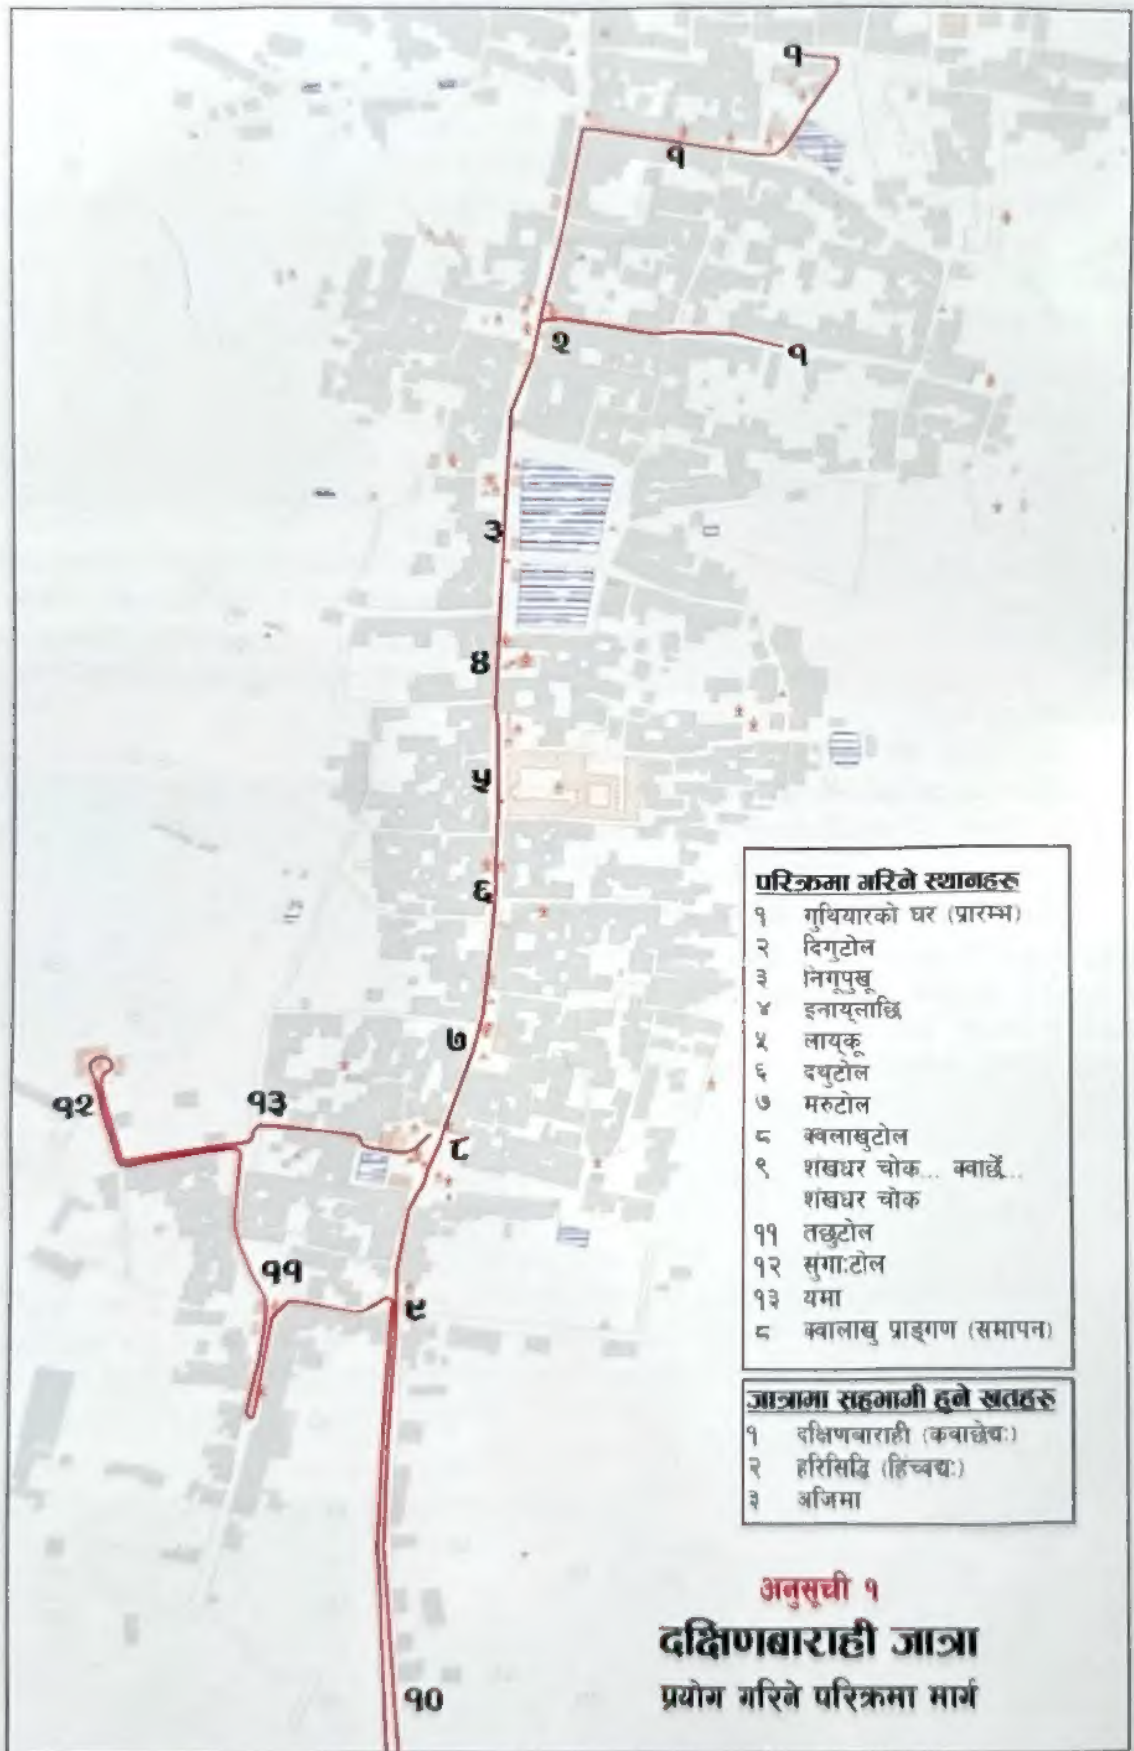 १
१
२
१
३
४
५
६
७
१२
१३
८
११
९
१०
परिक्रमा गरिने स्थानहरु
१ गुथियारको घर (प्रारम्भ)
२ दिगुटोल
३ निगूपुखू
४ इनाय्लाछि
५ लाय्कू
६ दथुटोल
७ मरुटोल
८ क्वलाखुटोल
९ शंखधर चोक... क्वाछेँ...
शंखधर चोक
११ तछुटोल
१२ सुंगाःटोल
१३ यमा
८ क्वालाखु प्राङ्गण (समापन)
जात्रामा सहभागी हुने खतहरु
१ दक्षिणबाराही (कवाछेद्यः)
२ हरिसिद्धि (हिच्वद्यः)
३ अजिमा
अनुसूची १
दक्षिणबाराही जात्रा
प्रयोग गरिने परिक्रमा मार्ग